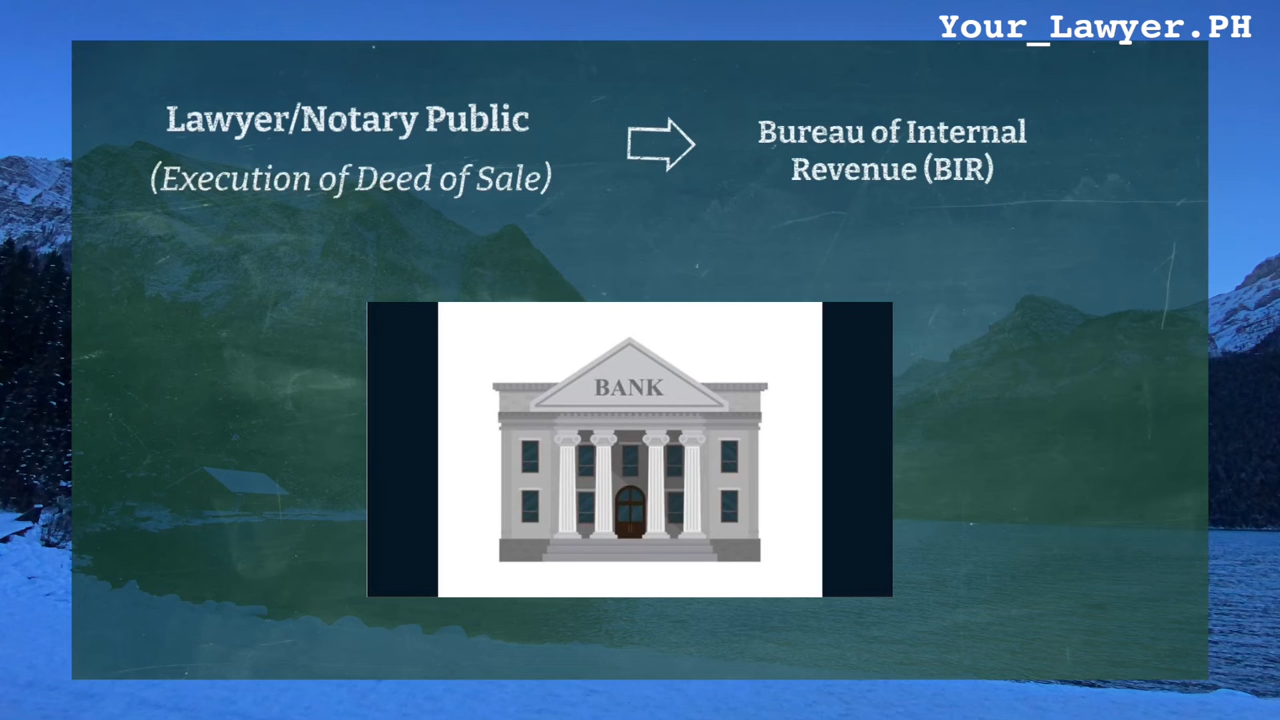 Your_Lawyer.PH
Lawyer/Notary Public
(Execution of Deed of Sale)
Bureau of Internal
Revenue (BIR)
BANK